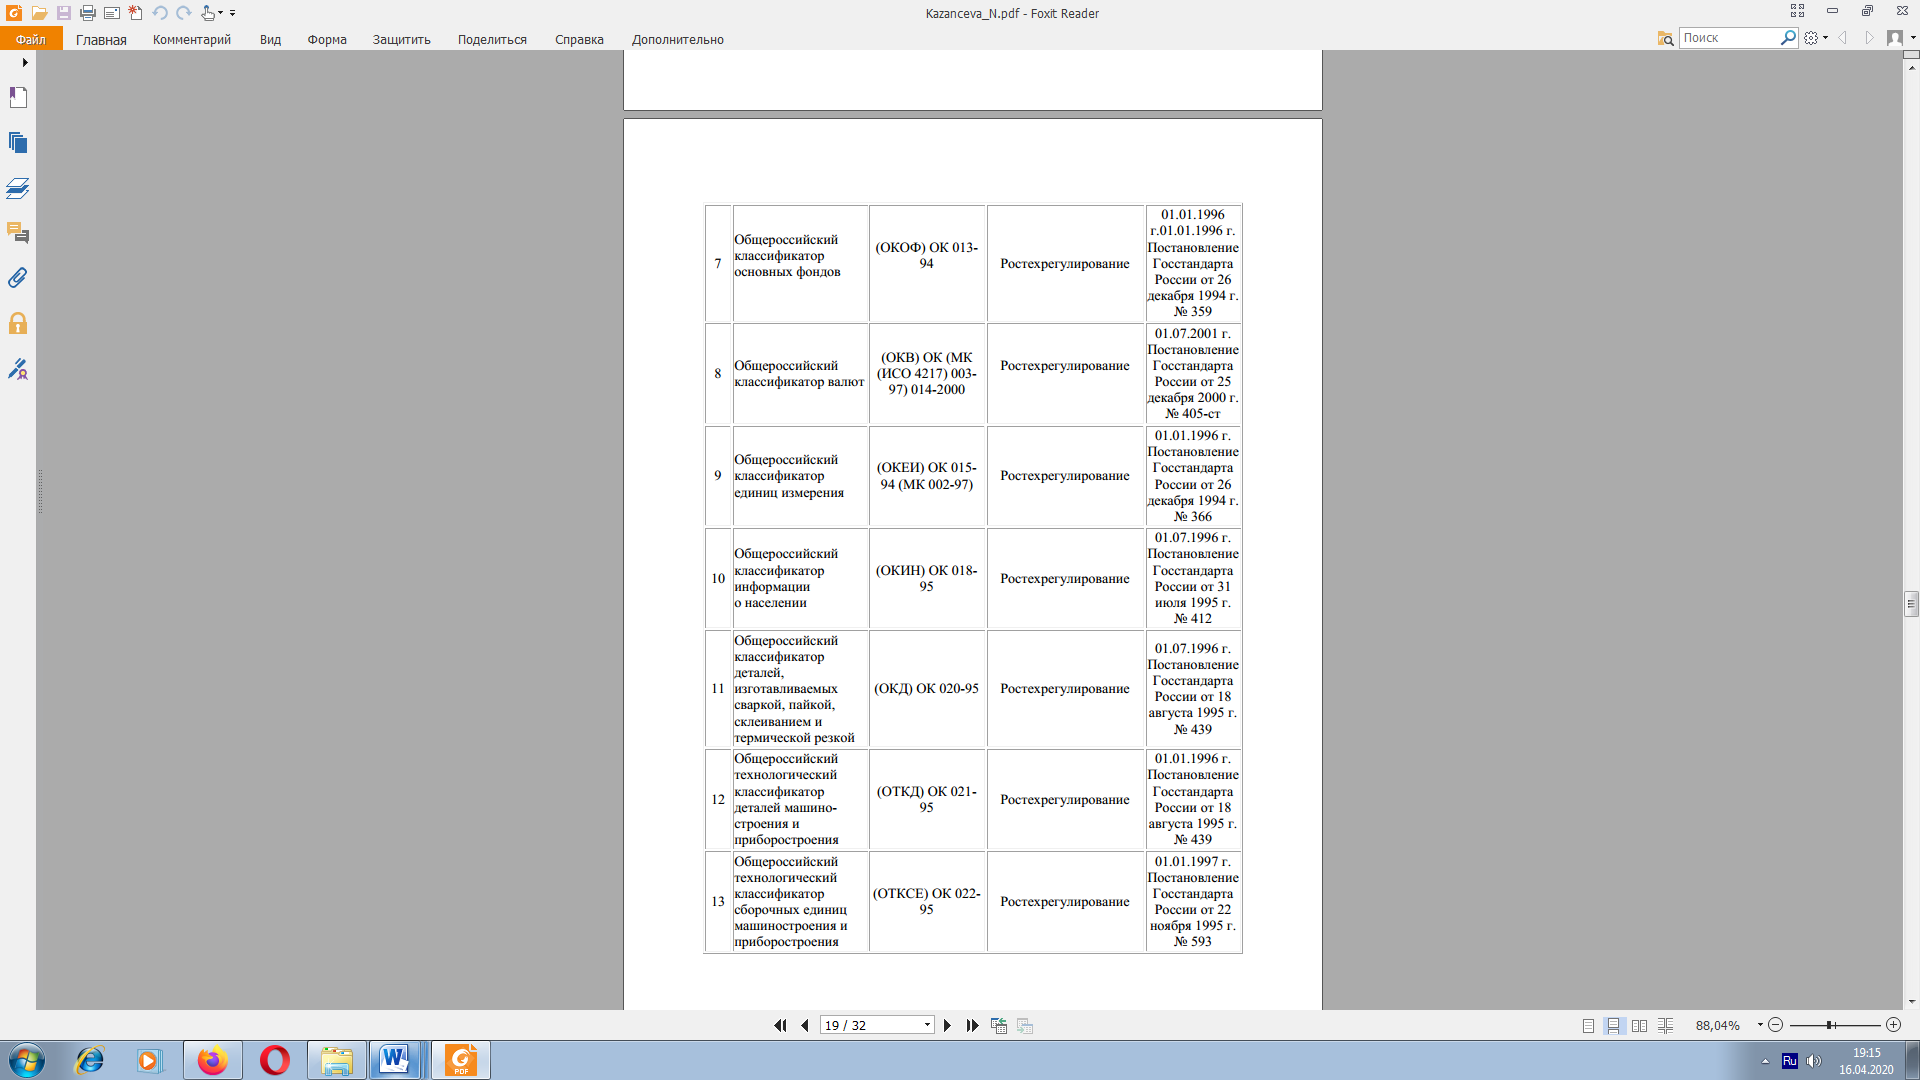 Kazanceva_N.pdf - Foxit Reader
Файл
Главная
Комментарий
Вид
Форма
Защитить
Поделиться
Справка
Дополнительно
Поиск
7
Общероссийский
классификатор
основных фондов
(ОКОФ) ОК 013-
94
Ростехрегулирование
01.01.1996
г.01.01.1996 г.
Постановление
Госстандарта
России от 26
декабря 1994 г.
№ 359
8
Общероссийский
классификатор валют
(ОКВ) ОК (МК
(ИСО 4217) 003-
97) 014-2000
Ростехрегулирование
01.07.2001 г.
Постановление
Госстандарта
России от 25
декабря 2000 г.
№ 405-ст
9
Общероссийский
классификатор
единиц измерения
(ОКЕИ) ОК 015-
94 (МК 002-97)
Ростехрегулирование
01.01.1996 г.
Постановление
Госстандарта
России от 26
декабря 1994 г.
№ 366
10
Общероссийский
классификатор
информации
о населении
(ОКИН) ОК 018-
95
Ростехрегулирование
01.07.1996 г.
Постановление
Госстандарта
России от 31
июля 1995 г.
№ 412
11
Общероссийский
классификатор
деталей,
изготавливаемых
сваркой, пайкой,
склеиванием и
термической резкой
(ОКД) ОК 020-95
Ростехрегулирование
01.07.1996 г.
Постановление
Госстандарта
России от 18
августа 1995 г.
№ 439
12
Общероссийский
технологический
классификатор
деталей машино-
строения и
приборостроения
(ОТКД) ОК 021-
95
Ростехрегулирование
01.01.1996 г.
Постановление
Госстандарта
России от 18
августа 1995 г.
№ 439
13
Общероссийский
технологический
классификатор
сборочных единиц
машиностроения и
приборостроения
(ОТКСЕ) ОК 022-
95
Ростехрегулирование
01.01.1997 г.
Постановление
Госстандарта
России от 22
ноября 1995 г.
№ 593
19 / 32
88,04%
PDF
Ru
19:15
16.04.2020